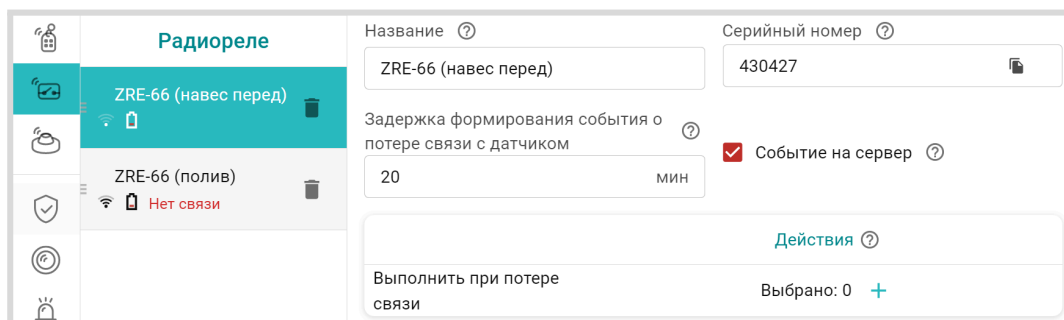 Радиореле
ZRE-66 (навес перед)
ZRE-66 (полив)
Нет связи
Название
ZRE-66 (навес перед)
Серийный номер
430427
Задержка формирования события о
потере связи с датчиком
20 мин
Событие на сервер
Действия
Выполнить при потере
связи
Выбрано: 0 +